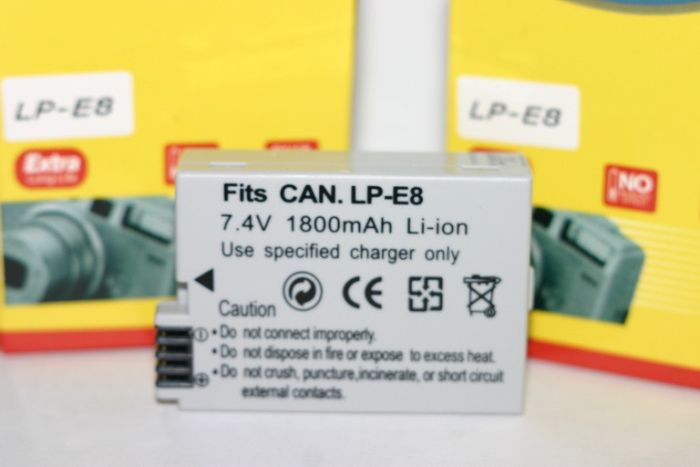 LP-E8
LP-E8
Extra
Long Life
NO
Fits CAN. LP-E8
7.4V 1800mAh Li-ion
Use specified charger only
CE
Caution
• Do not connect improperly.
• Do not dispose in fire or expose to excess heat.
• Do not crush, puncture,incinerate, or short circuit
external contacts.